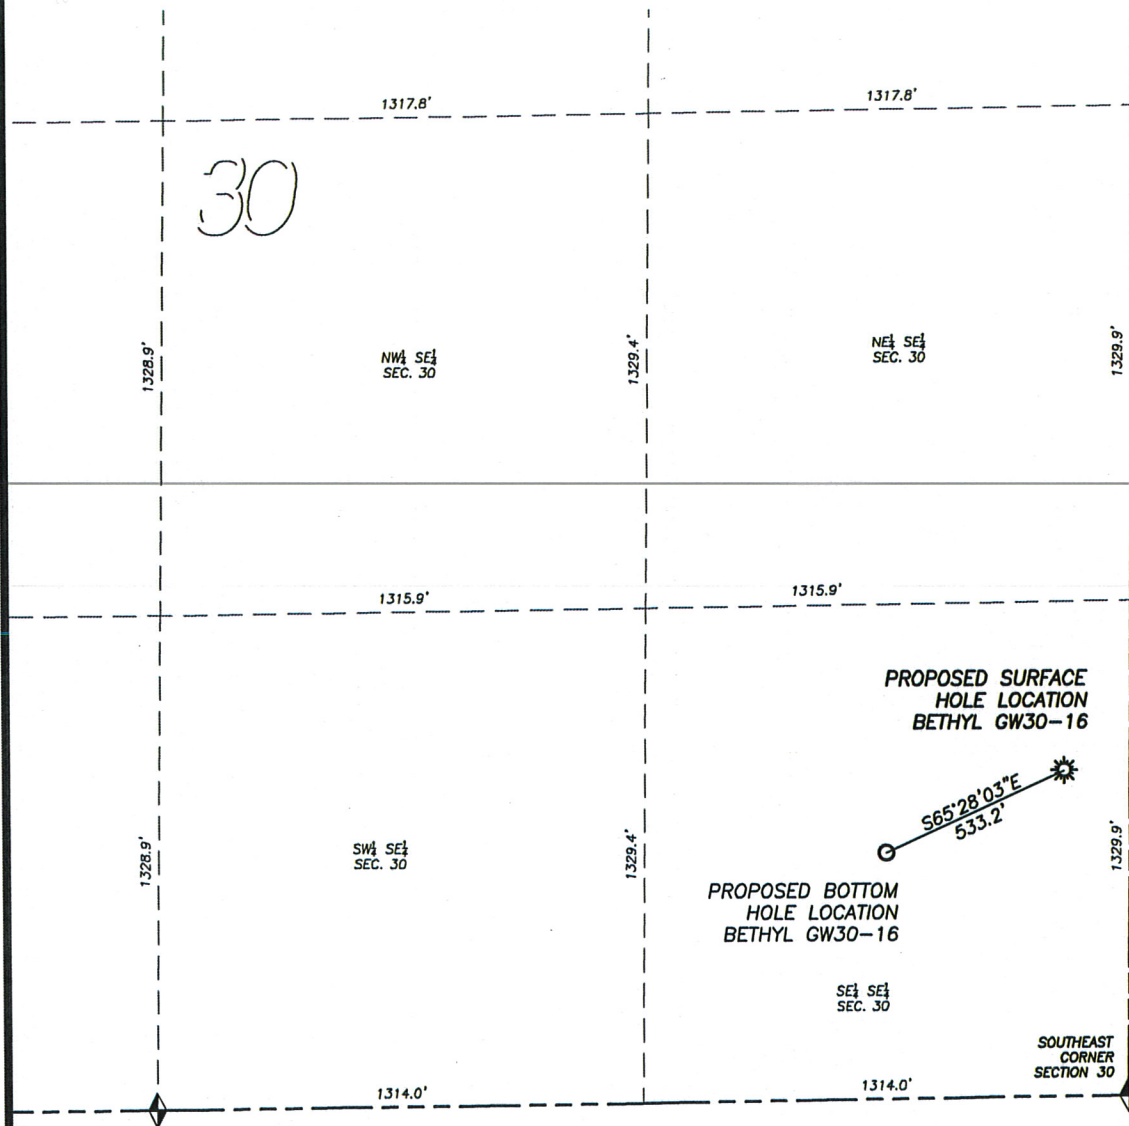 1317.8'
1317.8'
30
1328.9'
NW¼ SE¼
SEC. 30
1329.4'
NE¼ SE¼
SEC. 30
1329.9'
1315.9'
1315.9'
PROPOSED SURFACE
HOLE LOCATION
BETHYL GW30-16
S65°28'03"E
533.2'
1328.9'
SW¼ SE¼
SEC. 30
1329.4'
1329.9'
PROPOSED BOTTOM
HOLE LOCATION
BETHYL GW30-16
SE¼ SE¼
SEC. 30
SOUTHEAST
CORNER
SECTION 30
1314.0'
1314.0'